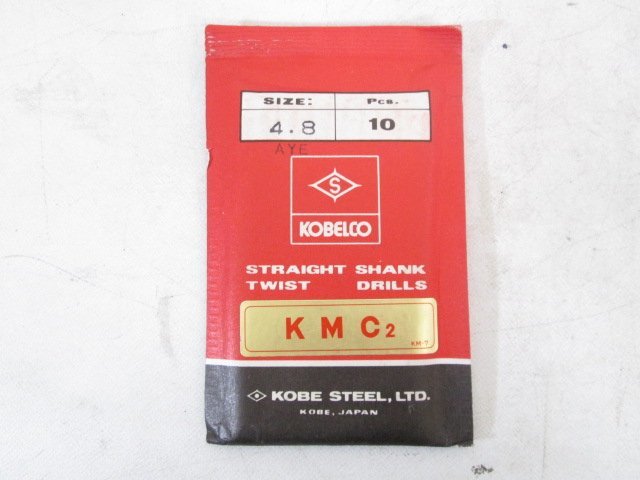 SIZE: Pcs.
4.8 10
AYE
S
KOBELCO
STRAIGHT SHANK
TWIST DRILLS
K M C2
KM-7
KOBE STEEL, LTD.
KOBE, JAPAN